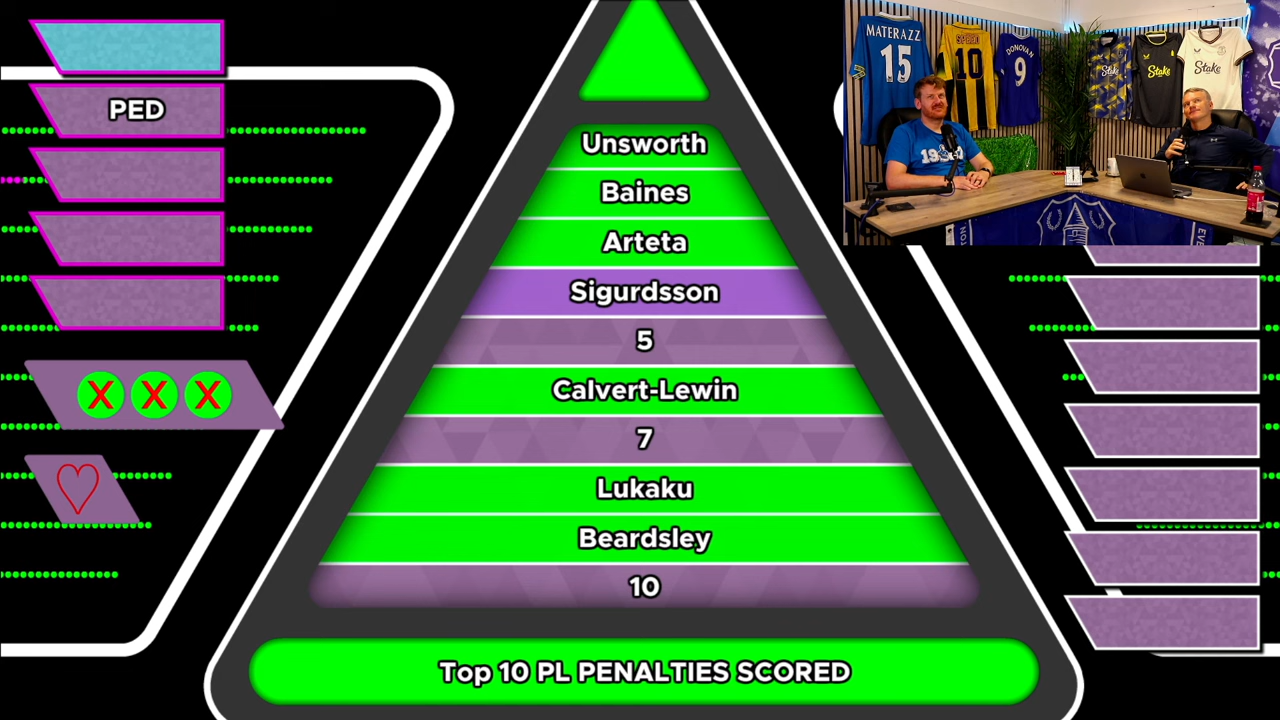 PED
X X X
Unsworth
Baines
Arteta
Sigurdsson
5
Calvert-Lewin
7
Lukaku
Beardsley
10
Top 10 PL PENALTIES SCORED
MATERAZZ
15
10
DONOVAN
9
Stake
Stake
Stake